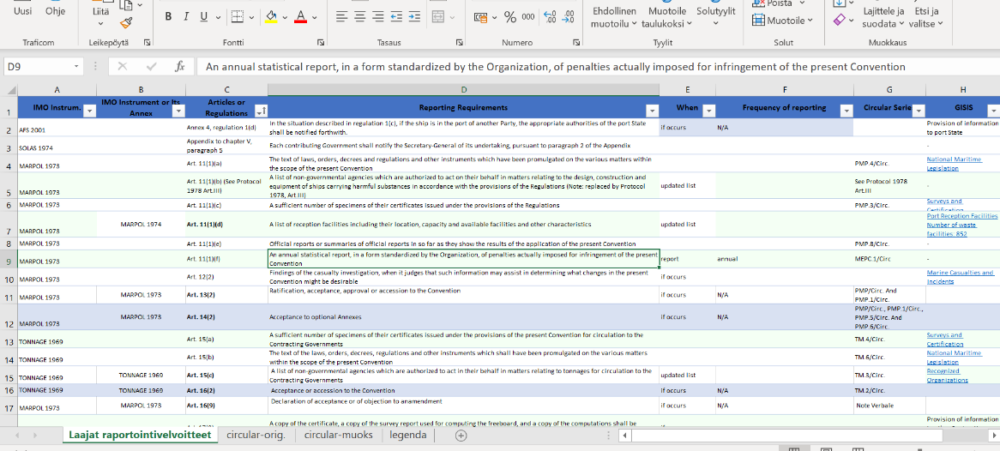 Uusi Ohje Liitä B I U A % 000 Ehdollinen muotoilu Muotoile taulukoksi Solutyylit Poista Muotoile Lajittele ja suodata Etsi ja valitse
Traficom Leikepöytä Fontti Tasaus Numero Tyylit Solut Muokkaus
D9 fx An annual statistical report, in a form standardized by the Organization, of penalties actually imposed for infringement of the present Convention
A B C D E F G H
1 IMO Instrum. IMO Instrument or Its Annex Articles or Regulations Reporting Requirements When Frequency of reporting Circular Serie GISIS
2 AFS 2001 Annex 4, regulation 1(d) In the situation described in regulation 1(c), if the ship is in the port of another Party, the appropriate authorities of the port State shall be notified forthwith. if occurs N/A Provision of information to port State
3 SOLAS 1974 Appendix to chapter V, paragraph 5 Each contributing Government shall notify the Secretary-General of its undertaking, pursuant to paragraph 2 of the Appendix -
4 MARPOL 1973 Art. 11(1)(a) The text of laws, orders, decrees and regulations and other instruments which have been promulgated on the various matters within the scope of the present Convention PMP.4/Circ. National Maritime Legislation
5 MARPOL 1973 Art. 11(1)(b) (See Protocol 1978 Art.III) A list of non-governmental agencies which are authorized to act on their behalf in matters relating to the design, construction and equipment of ships carrying harmful substances in accordance with the provisions of the Regulations (Note: replaced by Protocol 1978, Art.III) updated list See Protocol 1978 Art.III -
6 MARPOL 1973 Art. 11(1)(c) A sufficient number of specimens of their certificates issued under the provisions of the Regulations PMP.3/Circ. Surveys and Certification
7 MARPOL 1973 MARPOL 1974 Art. 11(1)(d) A list of reception facilities including their location, capacity and available facilities and other characteristics updated list Port Reception Facilities Number of waste facilities: 852
8 MARPOL 1973 Art. 11(1)(e) Official reports or summaries of official reports in so far as they show the results of the application of the present Convention PMP.8/Circ. -
9 MARPOL 1973 Art. 11(1)(f) An annual statistical report, in a form standardized by the Organization, of penalties actually imposed for infringement of the present Convention report annual MEPC.1/Circ -
10 MARPOL 1973 Art. 12(2) Findings of the casualty investigation, when it judges that such information may assist in determining what changes in the present Convention might be desirable if occurs Marine Casualties and Incidents
11 MARPOL 1973 MARPOL 1973 Art. 13(2) Ratification, acceptance, approval or accession to the Convention if occurs N/A PMP/Circ. And PMP.1/Circ.
12 MARPOL 1973 MARPOL 1973 Art. 14(2) Acceptance to optional Annexes if occurs N/A PMP/Circ., PMP.1/Circ., PMP.5/Circ. And PMP.6/Circ.
13 TONNAGE 1969 Art. 15(a) A sufficient number of specimens of their certificates issued under the provisions of the present Convention for circulation to the Contracting Governments TM.4/Circ. Surveys and Certification
14 TONNAGE 1969 Art. 15(b) The text of the laws, orders, decrees, regulations and other instruments which shall have been promulgated on the various matters within the scope of the present Convention TM.6/Circ. National Maritime Legislation
15 TONNAGE 1969 TONNAGE 1969 Art. 15(c) A list of non-governmental agencies which are authorized to act in their behalf in matters relating to tonnages for circulation to the Contracting Governments updated list TM.3/Circ. Recognized Organizations
16 TONNAGE 1969 TONNAGE 1969 Art. 16(2) Acceptance or accession to the Convention if occurs N/A TM.2/Circ.
17 MARPOL 1973 MARPOL 1973 Art. 16(9) Declaration of acceptance or of objection to anamendment if occurs N/A Note Verbale
A copy of the certificate, a copy of the survey report used for computing the freeboard, and a copy of the computations shall be Provision of information
Laajat raportointivelvoitteet circular-orig. circular-muoks legenda